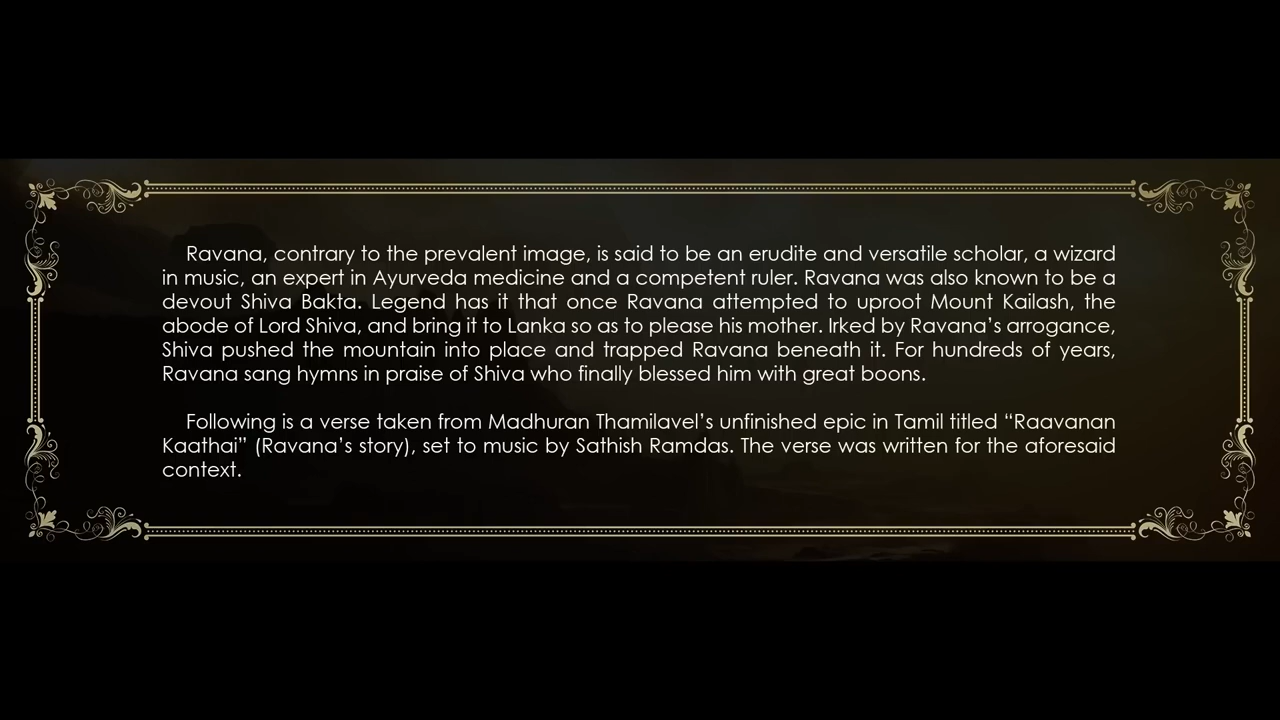 Ravana, contrary to the prevalent image, is said to be an erudite and versatile scholar, a wizard
in music, an expert in Ayurveda medicine and a competent ruler. Ravana was also known to be a
devout Shiva Bakta. Legend has it that once Ravana attempted to uproot Mount Kailash, the
abode of Lord Shiva, and bring it to Lanka so as to please his mother. Irked by Ravana’s arrogance,
Shiva pushed the mountain into place and trapped Ravana beneath it. For hundreds of years,
Ravana sang hymns in praise of Shiva who finally blessed him with great boons.
Following is a verse taken from Madhuran Thamilavel’s unfinished epic in Tamil titled “Raavanan
Kaathai” (Ravana’s story), set to music by Sathish Ramdas. The verse was written for the aforesaid
context.